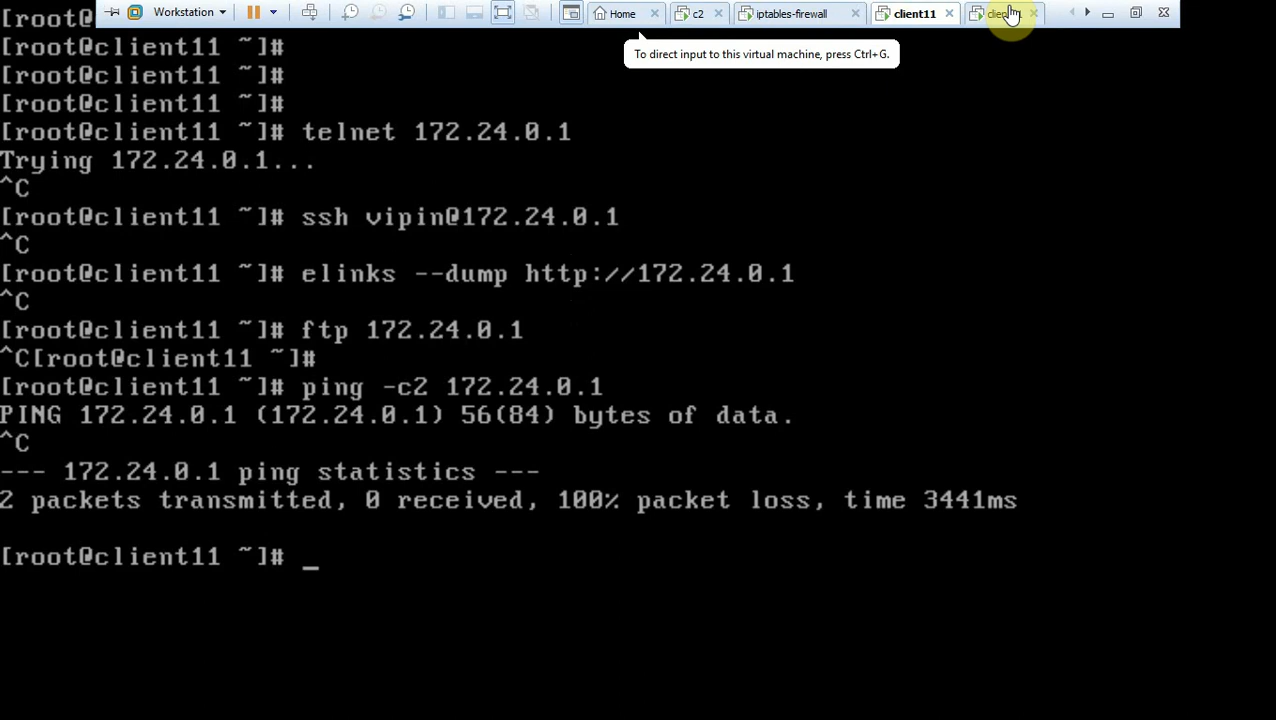 [root@
Workstation
Home
c2
iptables-firewall
client11
To direct input to this virtual machine, press Ctrl+G.
[root@client11 ~]#
[root@client11 ~]#
[root@client11 ~]#
[root@client11 ~]# telnet 172.24.0.1
Trying 172.24.0.1...
^C
[root@client11 ~]# ssh vipin@172.24.0.1
^C
[root@client11 ~]# elinks --dump http://172.24.0.1
^C
[root@client11 ~]# ftp 172.24.0.1
^C[root@client11 ~]#
[root@client11 ~]# ping -c2 172.24.0.1
PING 172.24.0.1 (172.24.0.1) 56(84) bytes of data.
^C
--- 172.24.0.1 ping statistics ---
2 packets transmitted, 0 received, 100% packet loss, time 3441ms
[root@client11 ~]# _